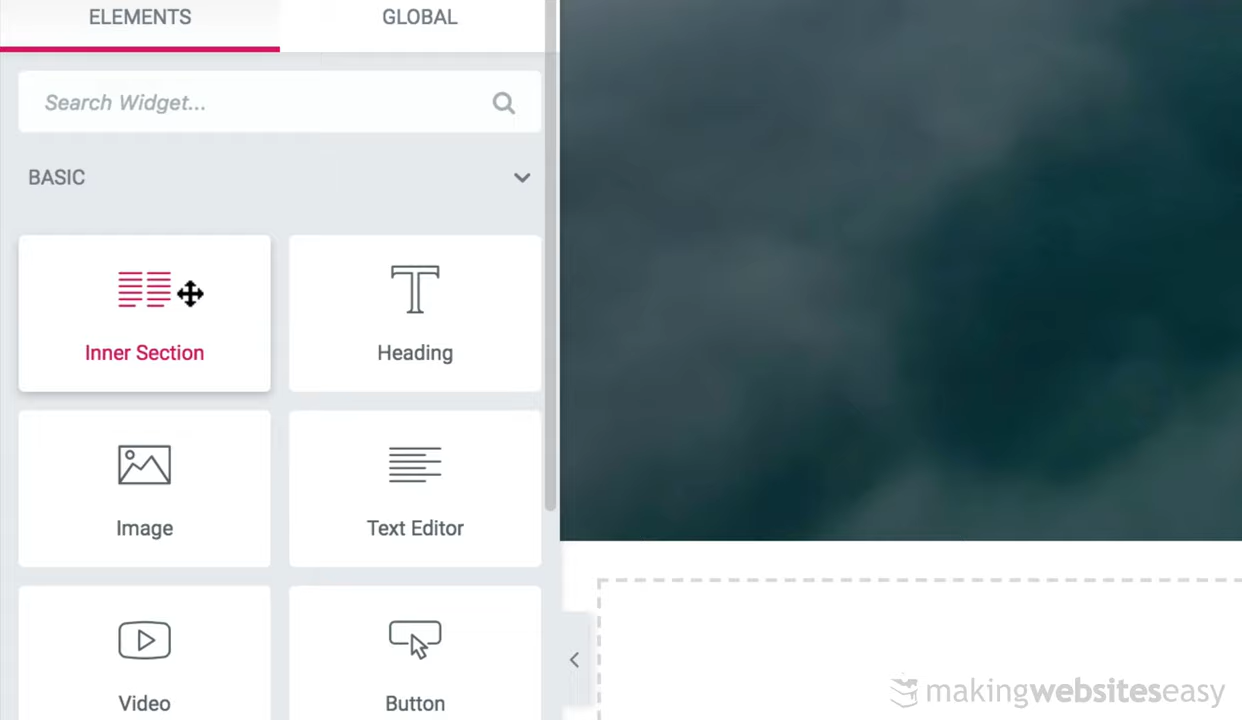 ELEMENTS
GLOBAL
Search Widget...
BASIC
Inner Section
Heading
Image
Text Editor
Video
Button
makingwebsiteseasy